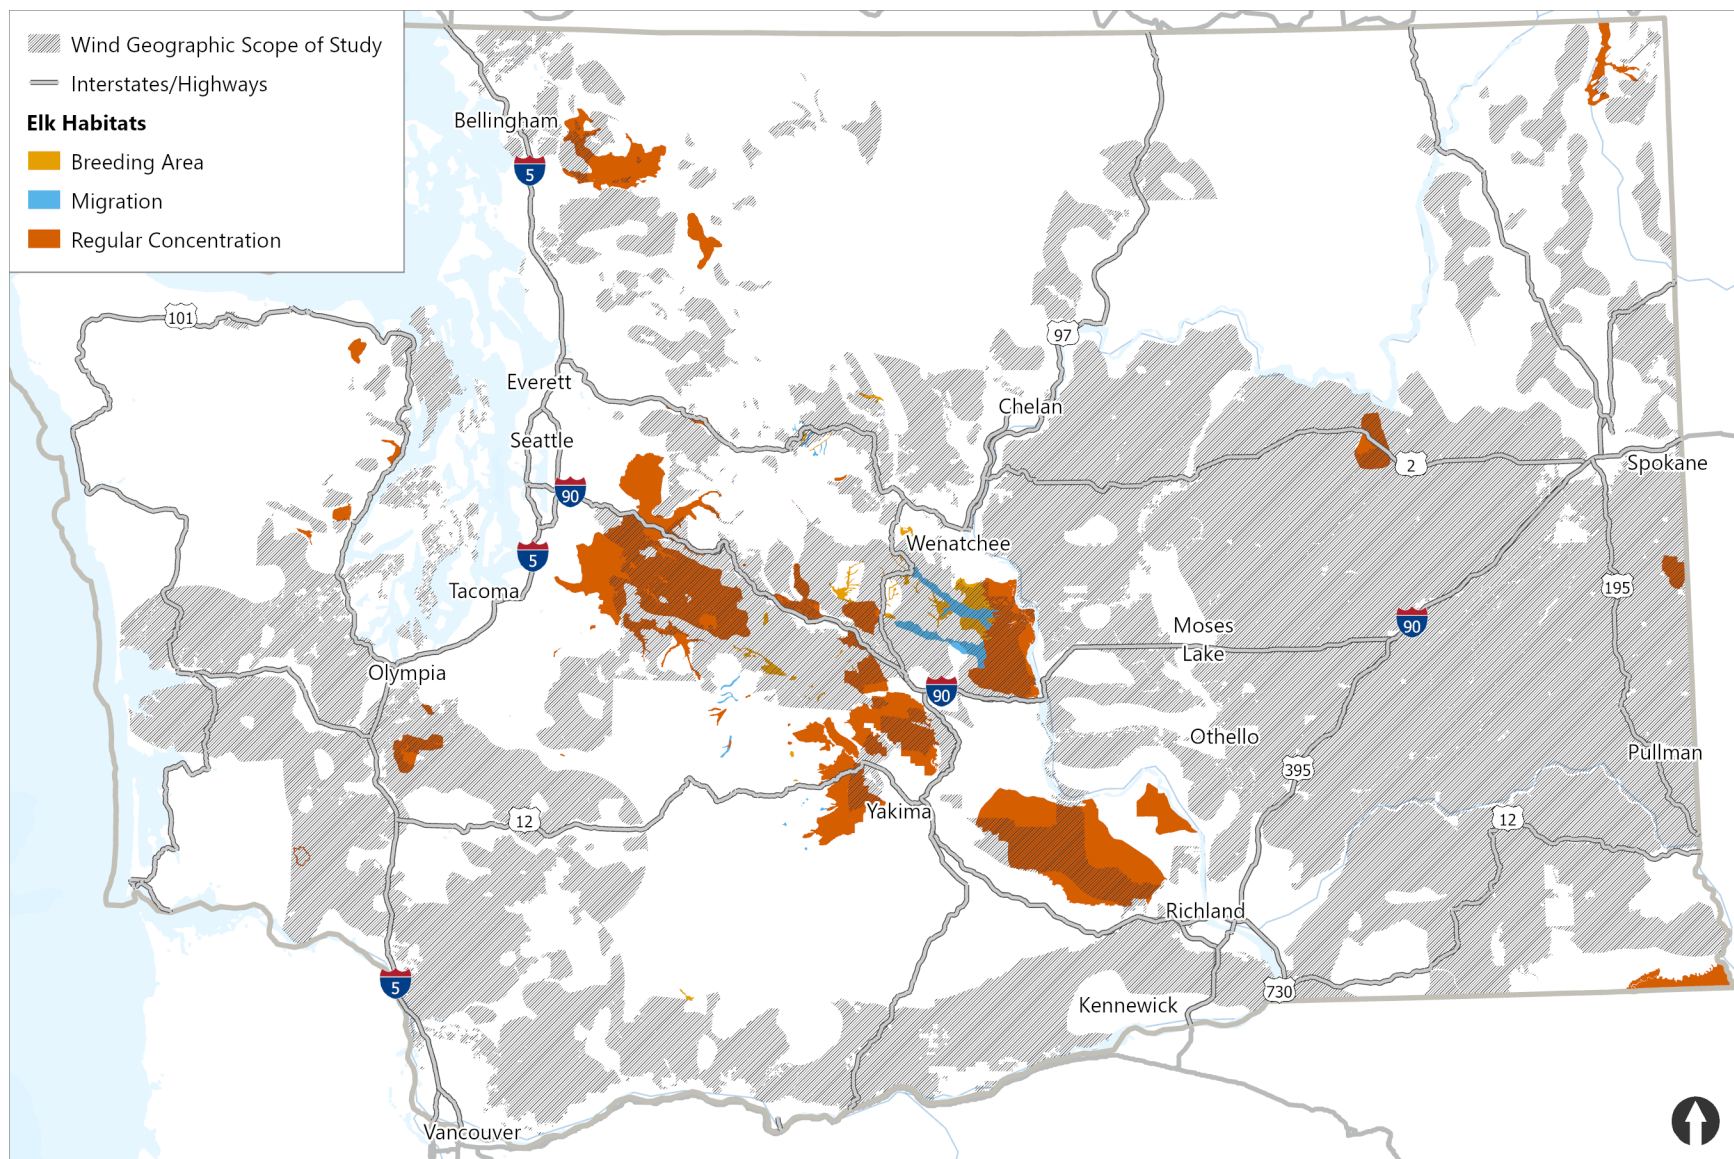 Wind Geographic Scope of Study
Interstates/Highways
Elk Habitats
Breeding Area
Migration
Regular Concentration
Bellingham
5
101
97
Everett
Chelan
Seattle
2
Spokane
90
Wenatchee
5
Tacoma
195
90
Moses
Lake
Olympia
90
Othello
Pullman
395
12
Yakima
12
Richland
5
730
Kennewick
Vancouver